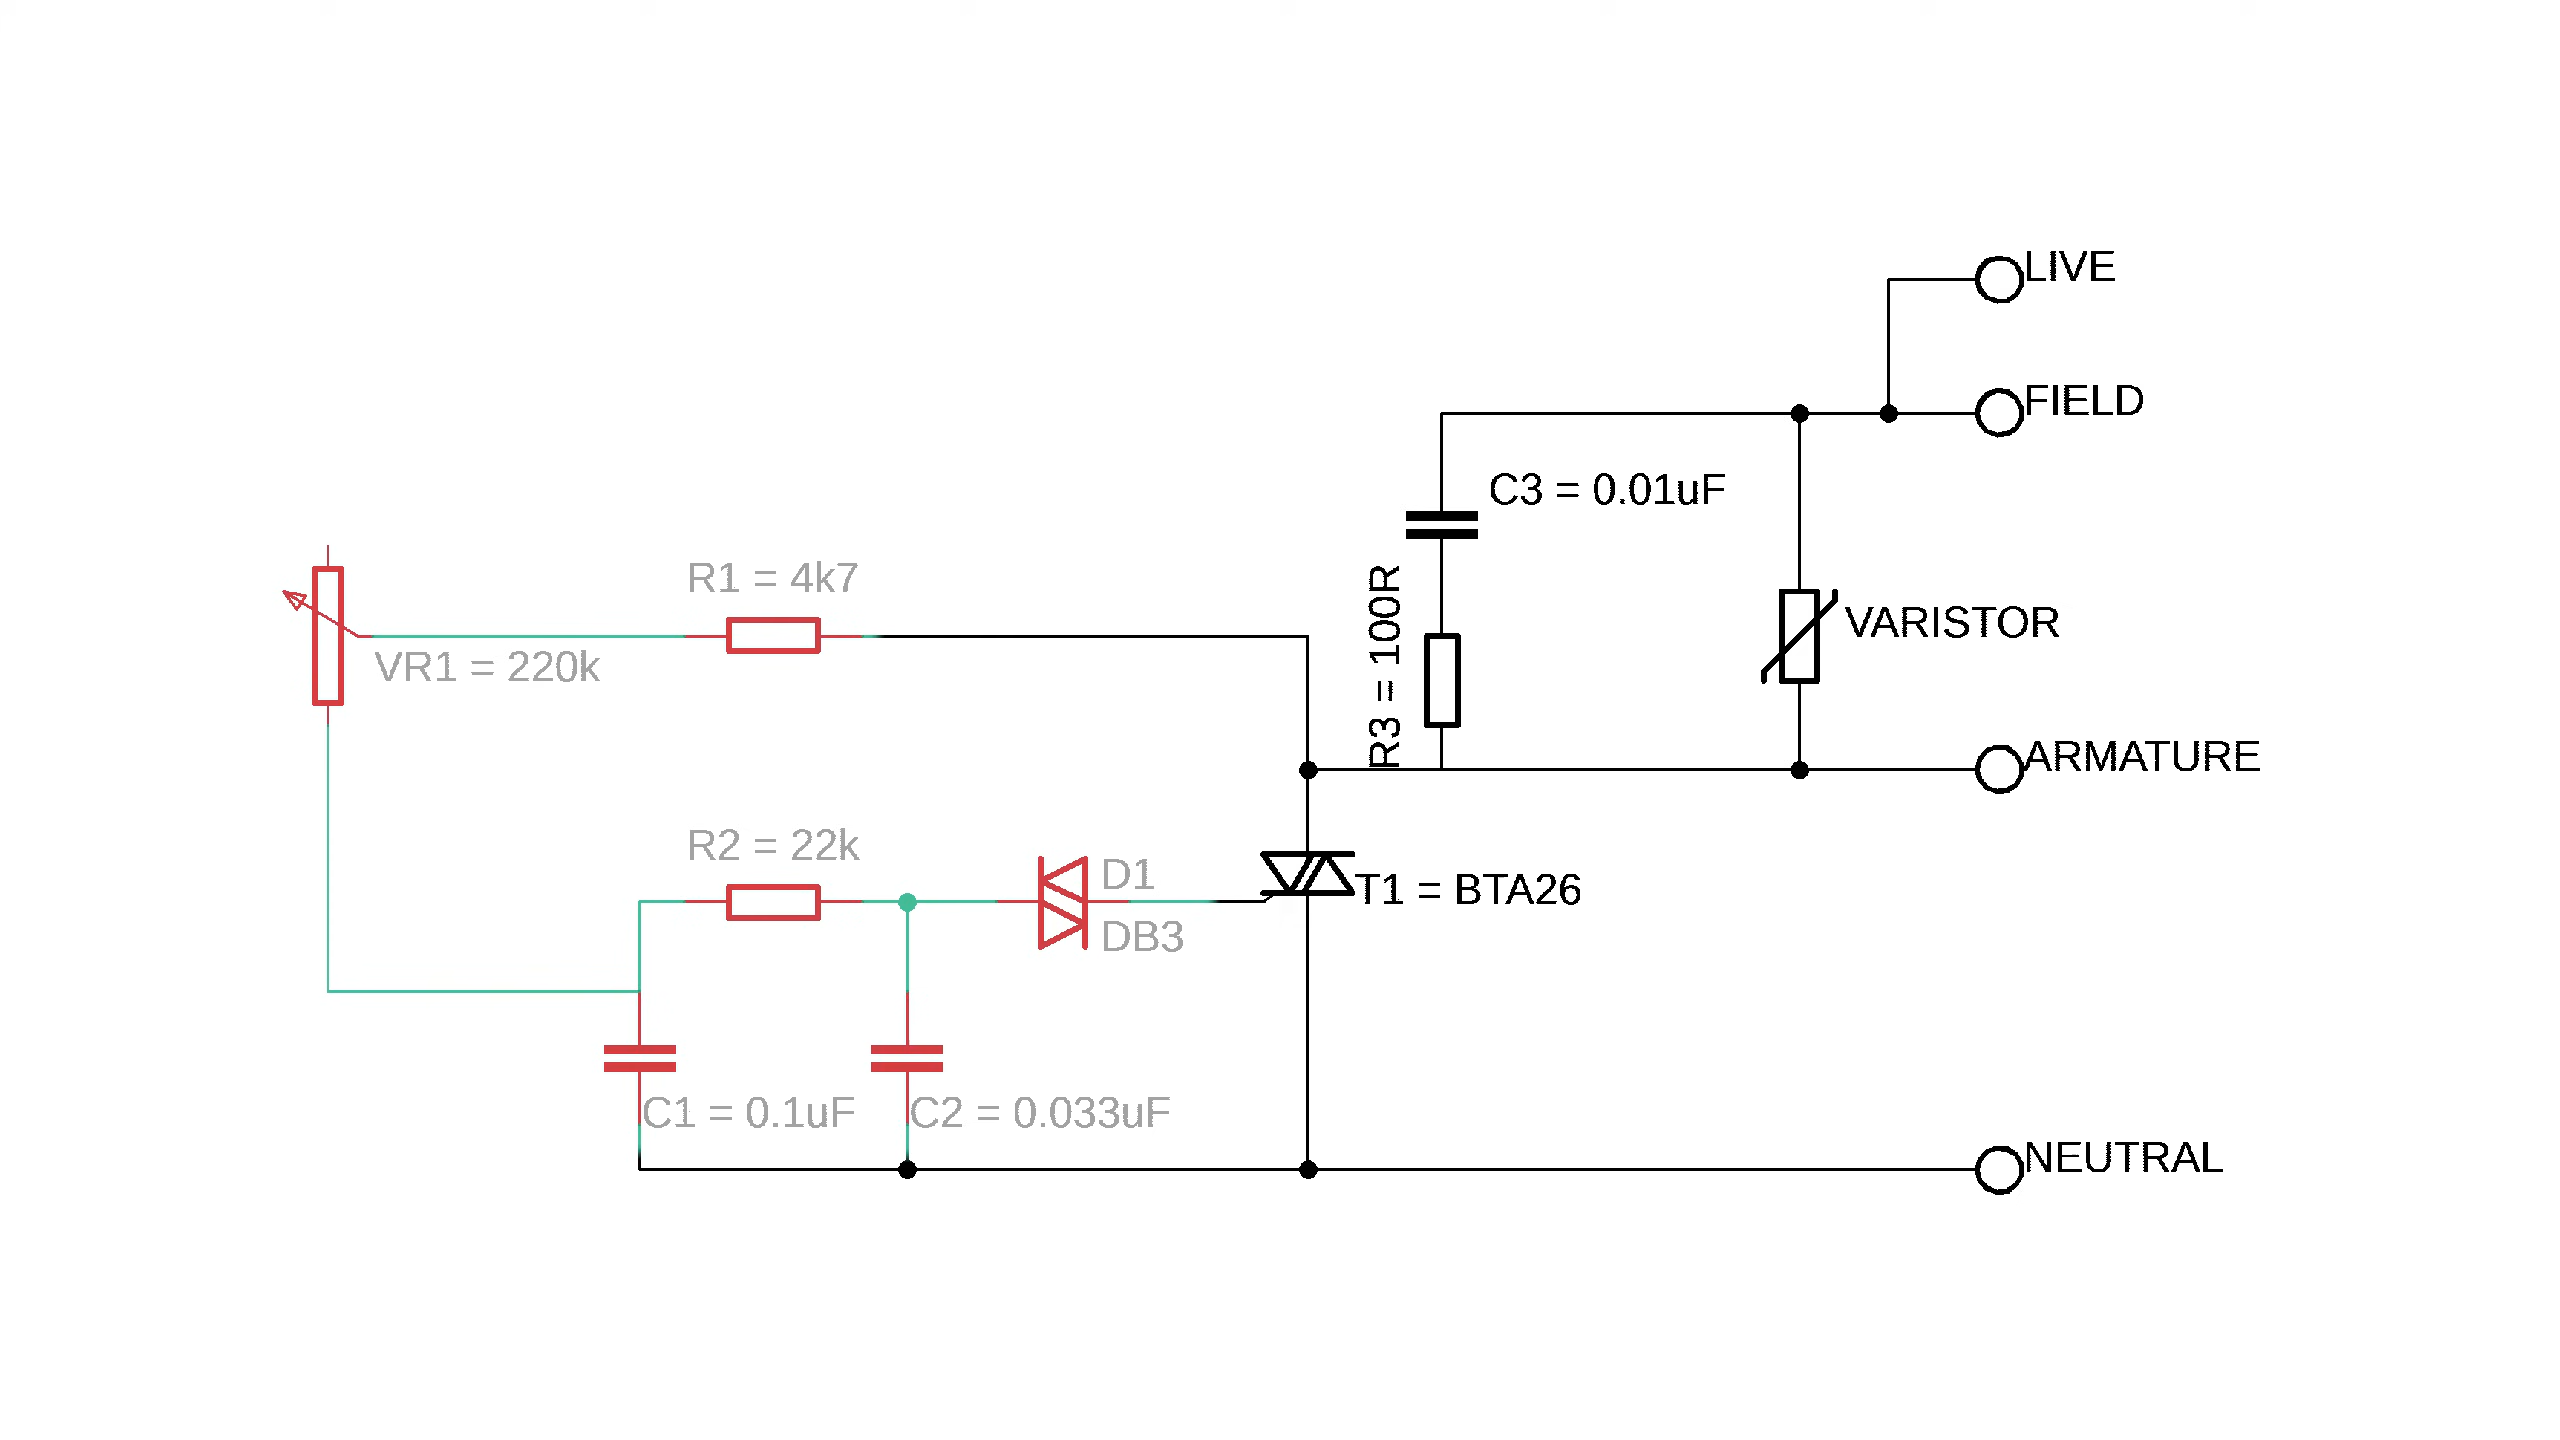 LIVE
FIELD
C3 = 0.01uF
R1 = 4k7
R3 = 100R
VARISTOR
VR1 = 220k
ARMATURE
R2 = 22k
D1
T1 = BTA26
DB3
C1 = 0.1uF
C2 = 0.033uF
NEUTRAL